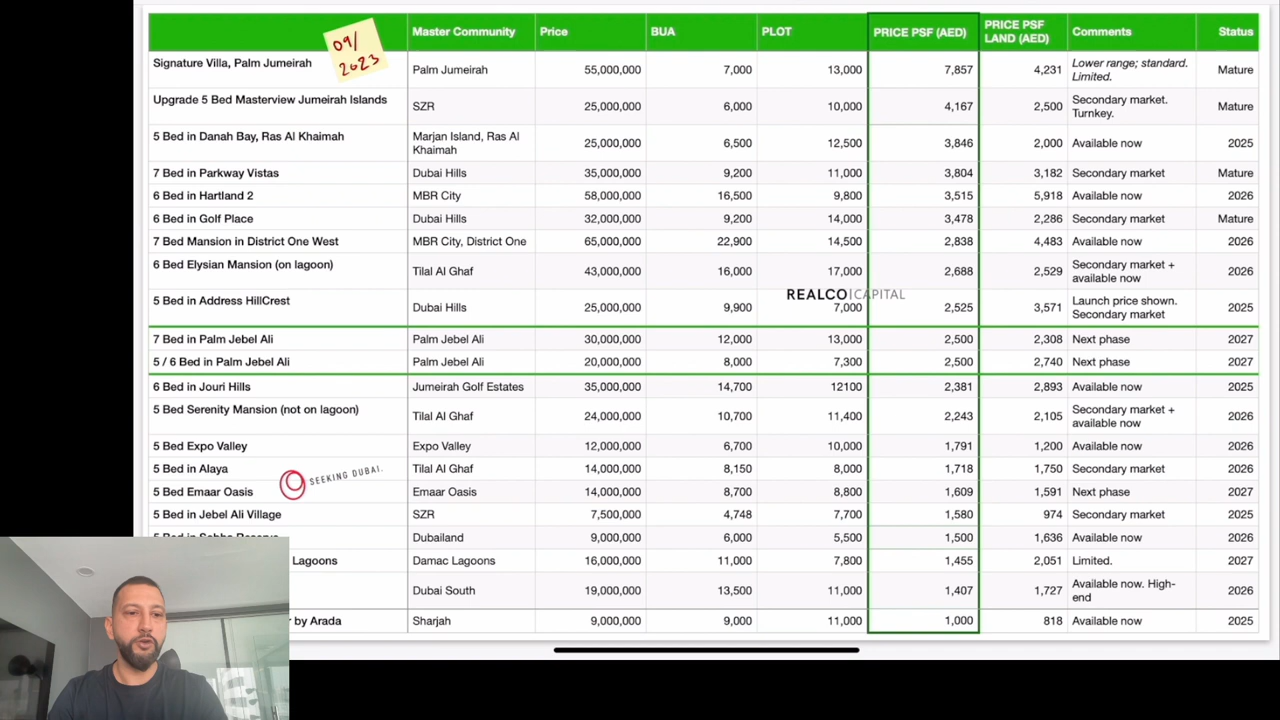 09/
2023
Master Community Price BUA PLOT PRICE PSF (AED) PRICE PSF LAND (AED) Comments Status
Signature Villa, Palm Jumeirah Palm Jumeirah 55,000,000 7,000 13,000 7,857 4,231 Lower range; standard. Limited. Mature
Upgrade 5 Bed Masterview Jumeirah Islands SZR 25,000,000 6,000 10,000 4,167 2,500 Secondary market. Turnkey. Mature
5 Bed in Danah Bay, Ras Al Khaimah Marjan Island, Ras Al Khaimah 25,000,000 6,500 12,500 3,846 2,000 Available now 2025
7 Bed in Parkway Vistas Dubai Hills 35,000,000 9,200 11,000 3,804 3,182 Secondary market Mature
6 Bed in Hartland 2 MBR City 58,000,000 16,500 9,800 3,515 5,918 Available now 2026
6 Bed in Golf Place Dubai Hills 32,000,000 9,200 14,000 3,478 2,286 Secondary market Mature
7 Bed Mansion in District One West MBR City, District One 65,000,000 22,900 14,500 2,838 4,483 Available now 2026
6 Bed Elysian Mansion (on lagoon) Tilal Al Ghaf 43,000,000 16,000 17,000 2,688 2,529 Secondary market + available now 2026
REALCO|CAPITAL
5 Bed in Address HillCrest Dubai Hills 25,000,000 9,900 7,000 2,525 3,571 Launch price shown. Secondary market 2025
7 Bed in Palm Jebel Ali Palm Jebel Ali 30,000,000 12,000 13,000 2,500 2,308 Next phase 2027
5 / 6 Bed in Palm Jebel Ali Palm Jebel Ali 20,000,000 8,000 7,300 2,500 2,740 Next phase 2027
6 Bed in Jouri Hills Jumeirah Golf Estates 35,000,000 14,700 12100 2,381 2,893 Available now 2025
5 Bed Serenity Mansion (not on lagoon) Tilal Al Ghaf 24,000,000 10,700 11,400 2,243 2,105 Secondary market + available now 2026
5 Bed Expo Valley Expo Valley 12,000,000 6,700 10,000 1,791 1,200 Available now 2026
5 Bed in Alaya Tilal Al Ghaf 14,000,000 8,150 8,000 1,718 1,750 Secondary market 2026
SEEKING DUBAI.
5 Bed Emaar Oasis Emaar Oasis 14,000,000 8,700 8,800 1,609 1,591 Next phase 2027
5 Bed in Jebel Ali Village SZR 7,500,000 4,748 7,700 1,580 974 Secondary market 2025
5 Bed in Dubailand 9,000,000 6,000 5,500 1,500 1,636 Available now 2026
Lagoons Damac Lagoons 16,000,000 11,000 7,800 1,455 2,051 Limited. 2027
Dubai South 19,000,000 13,500 11,000 1,407 1,727 Available now. High-end 2026
by Arada Sharjah 9,000,000 9,000 11,000 1,000 818 Available now 2025